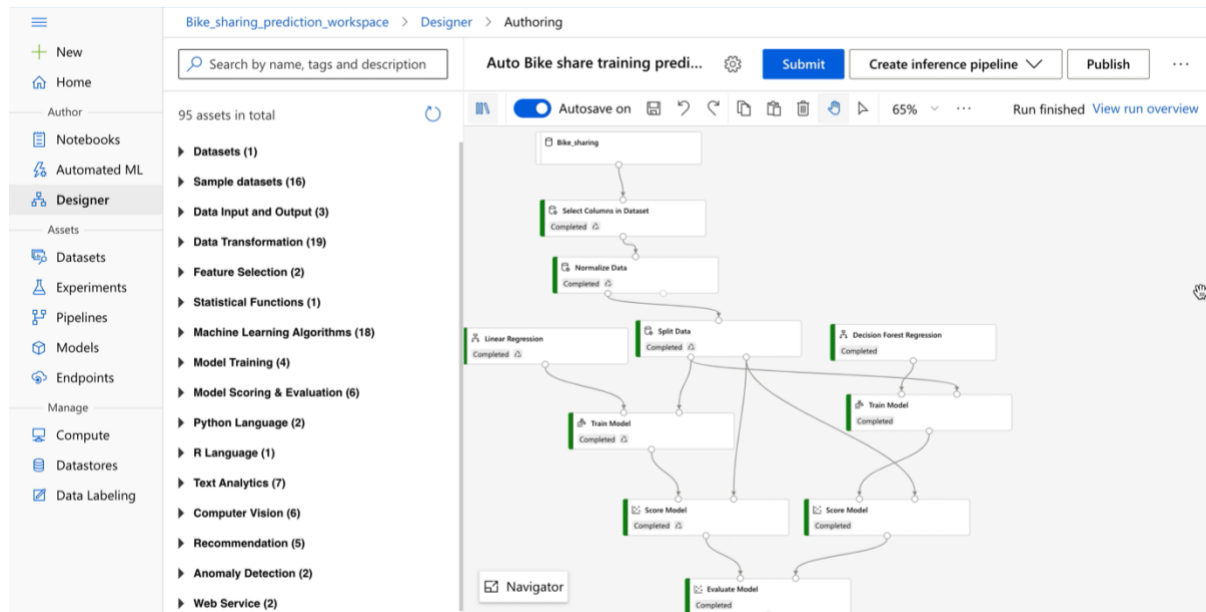 Bike_sharing_prediction_workspace > Designer > Authoring
New
Home
Author
Notebooks
Automated ML
Designer
Assets
Datasets
Experiments
Pipelines
Models
Endpoints
Manage
Compute
Datastores
Data Labeling
Search by name, tags and description
95 assets in total
Datasets (1)
Sample datasets (16)
Data Input and Output (3)
Data Transformation (19)
Feature Selection (2)
Statistical Functions (1)
Machine Learning Algorithms (18)
Model Training (4)
Model Scoring & Evaluation (6)
Python Language (2)
R Language (1)
Text Analytics (7)
Computer Vision (6)
Recommendation (5)
Anomaly Detection (2)
Web Service (2)
Auto Bike share training predi...
Submit
Create inference pipeline
Publish
Autosave on
65%
Run finished View run overview
Bike_sharing
Select Columns in Dataset
Completed
Normalize Data
Completed
Linear Regression
Completed
Split Data
Completed
Decision Forest Regression
Completed
Train Model
Completed
Train Model
Completed
Score Model
Completed
Score Model
Completed
Evaluate Model
Completed
Navigator